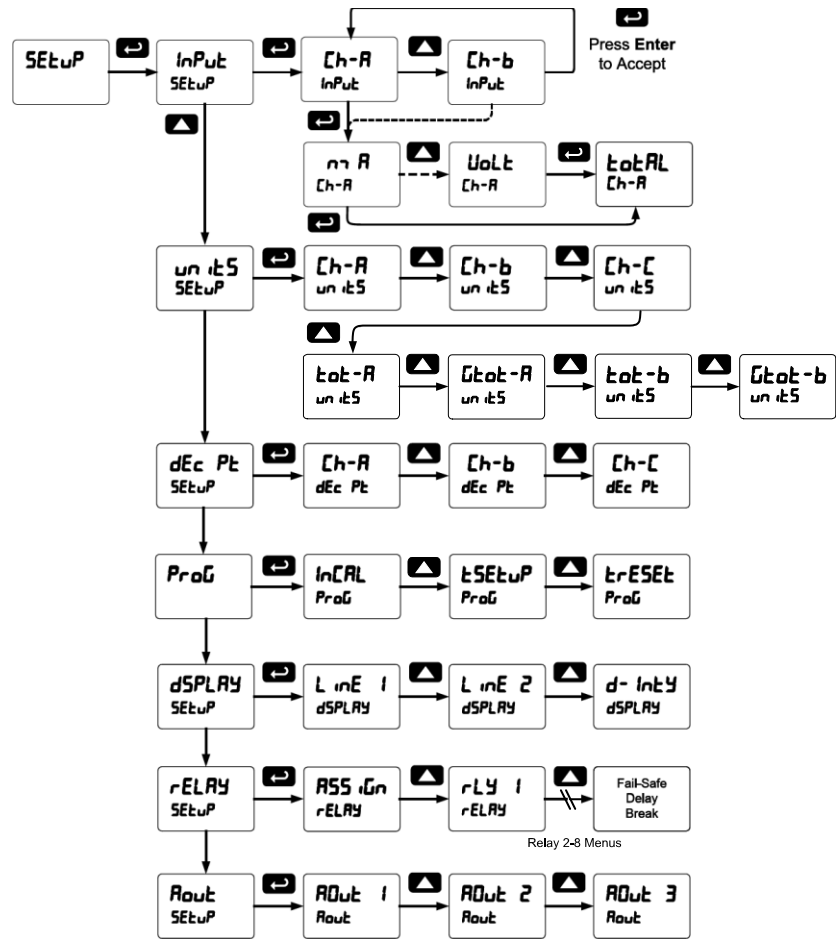 SEtuP
InPut
SEtuP
Ch-A
InPut
Ch-b
InPut
Press Enter
to Accept
mA
Ch-A
VoLt
Ch-A
totAL
Ch-A
unitS
SEtuP
Ch-A
unitS
Ch-b
unitS
Ch-C
unitS
tot-A
unitS
Gtot-A
unitS
tot-b
unitS
Gtot-b
unitS
dEc Pt
SEtuP
Ch-A
dEc Pt
Ch-b
dEc Pt
Ch-C
dEc Pt
ProG
InCAL
ProG
tSEtuP
ProG
trESEt
ProG
dSPLAY
SEtuP
LinE 1
dSPLAY
LinE 2
dSPLAY
d-IntY
dSPLAY
rELAY
SEtuP
ASSiGn
rELAY
rLY 1
rELAY
Fail-Safe
Delay
Break
Relay 2-8 Menus
Aout
SEtuP
AOut 1
Aout
AOut 2
Aout
AOut 3
Aout